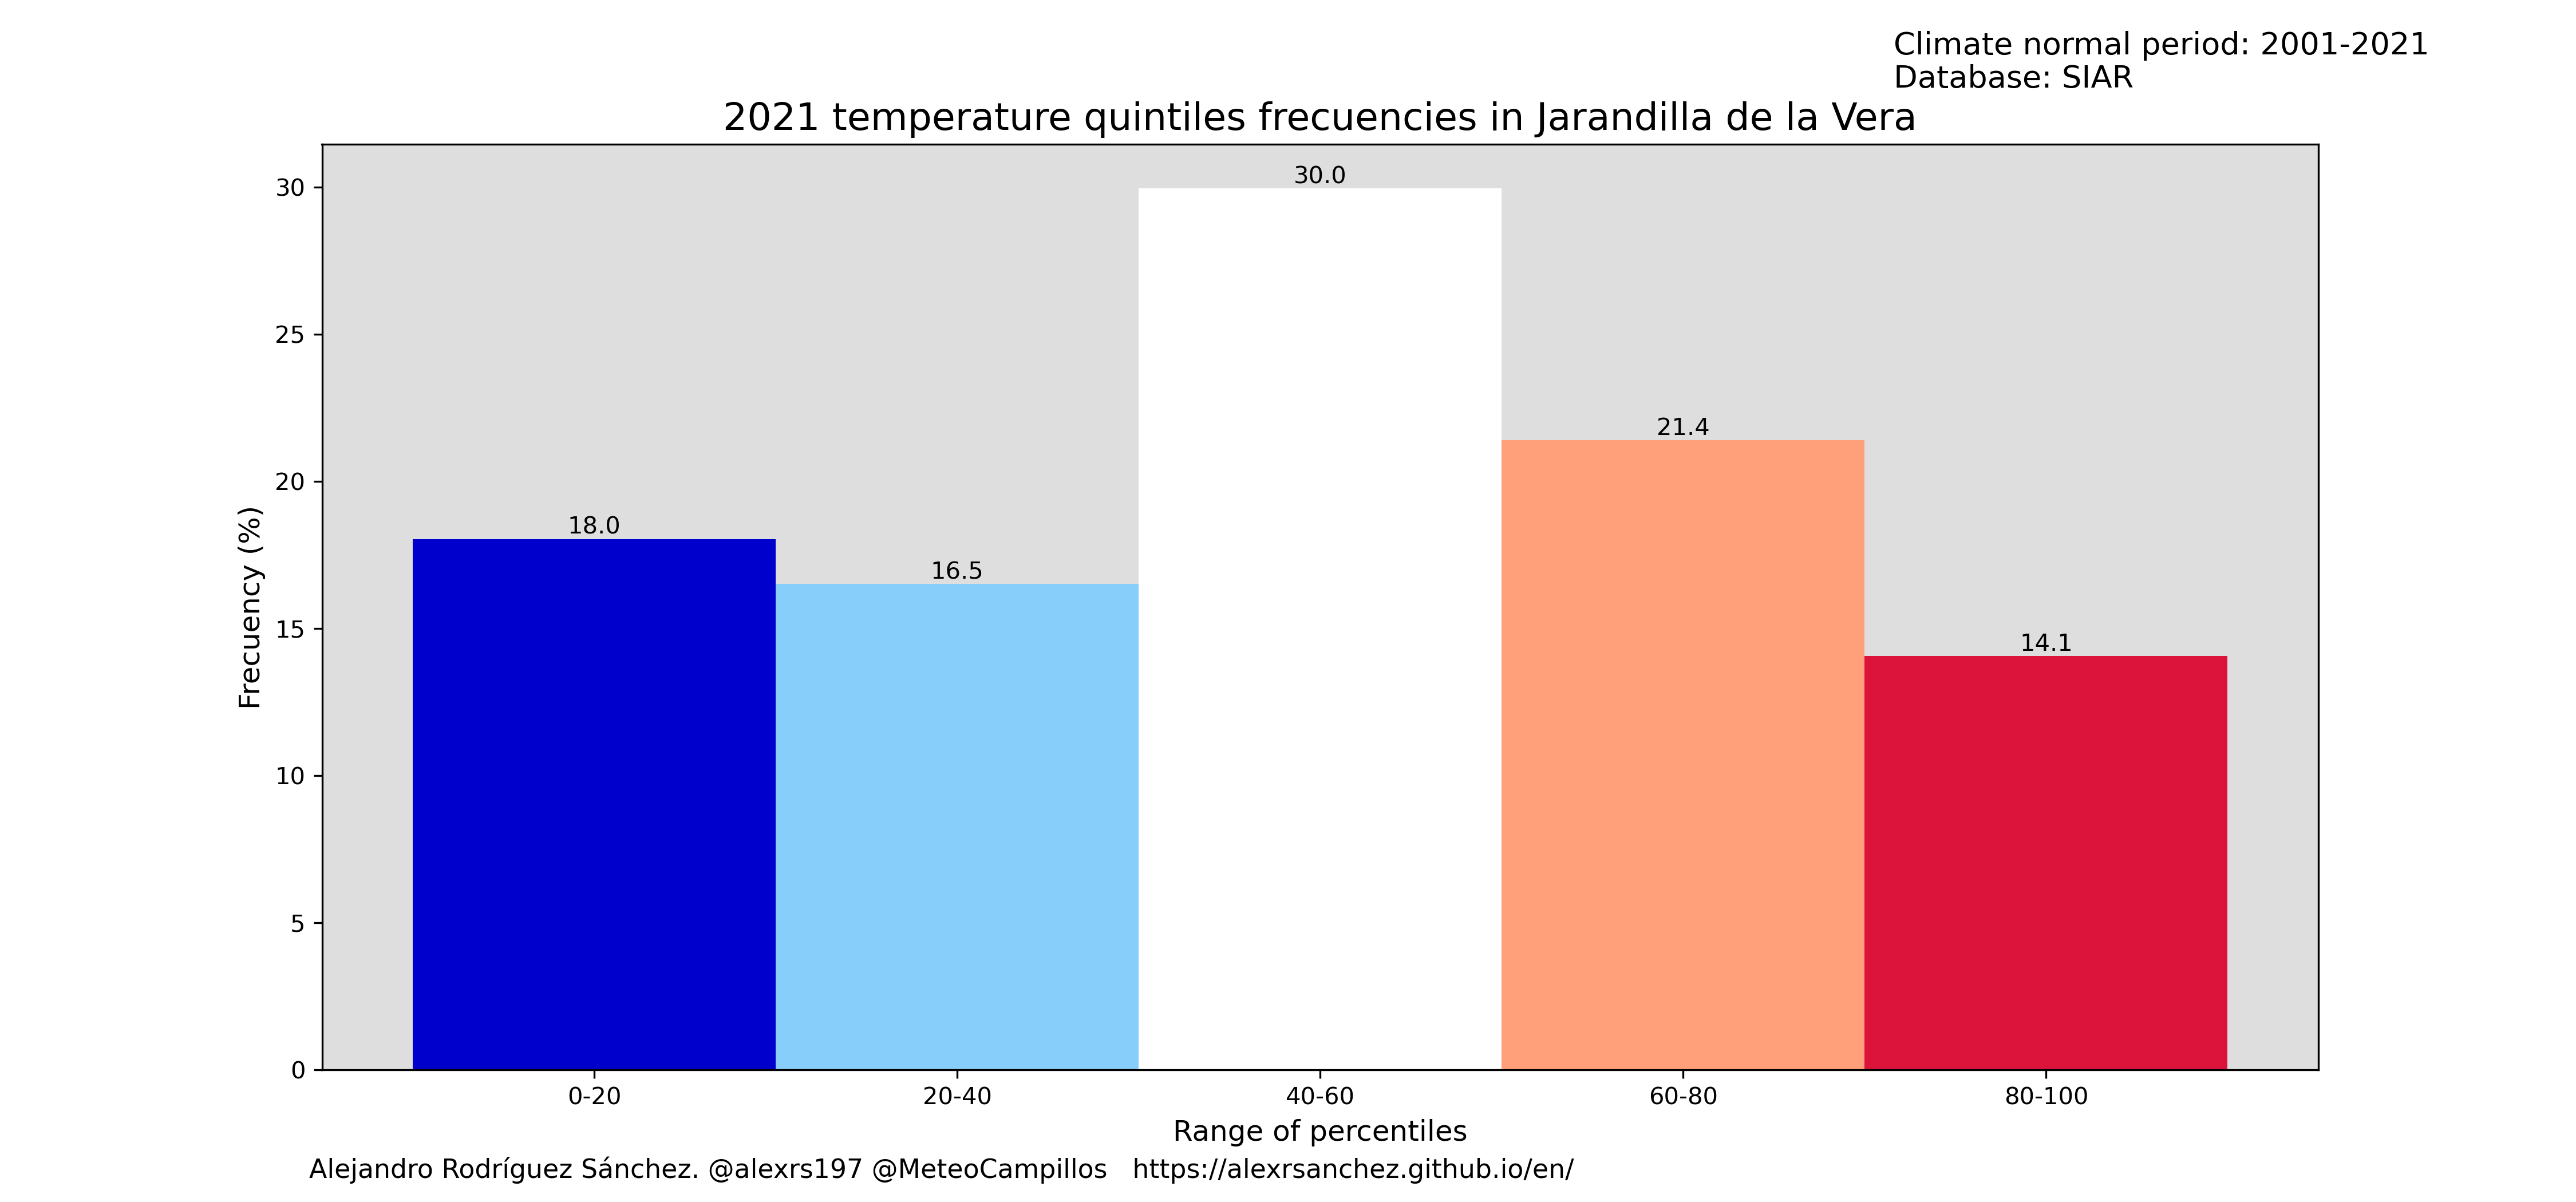 Climate normal period: 2001-2021
Database: SIAR
2021 temperature quintiles frecuencies in Jarandilla de la Vera
30
25
20
15
10
5
0
Frecuency (%)
18.0
16.5
30.0
21.4
14.1
0-20
20-40
40-60
60-80
80-100
Range of percentiles
Alejandro Rodríguez Sánchez. @alexrs197 @MeteoCampillos https://alexrsanchez.github.io/en/